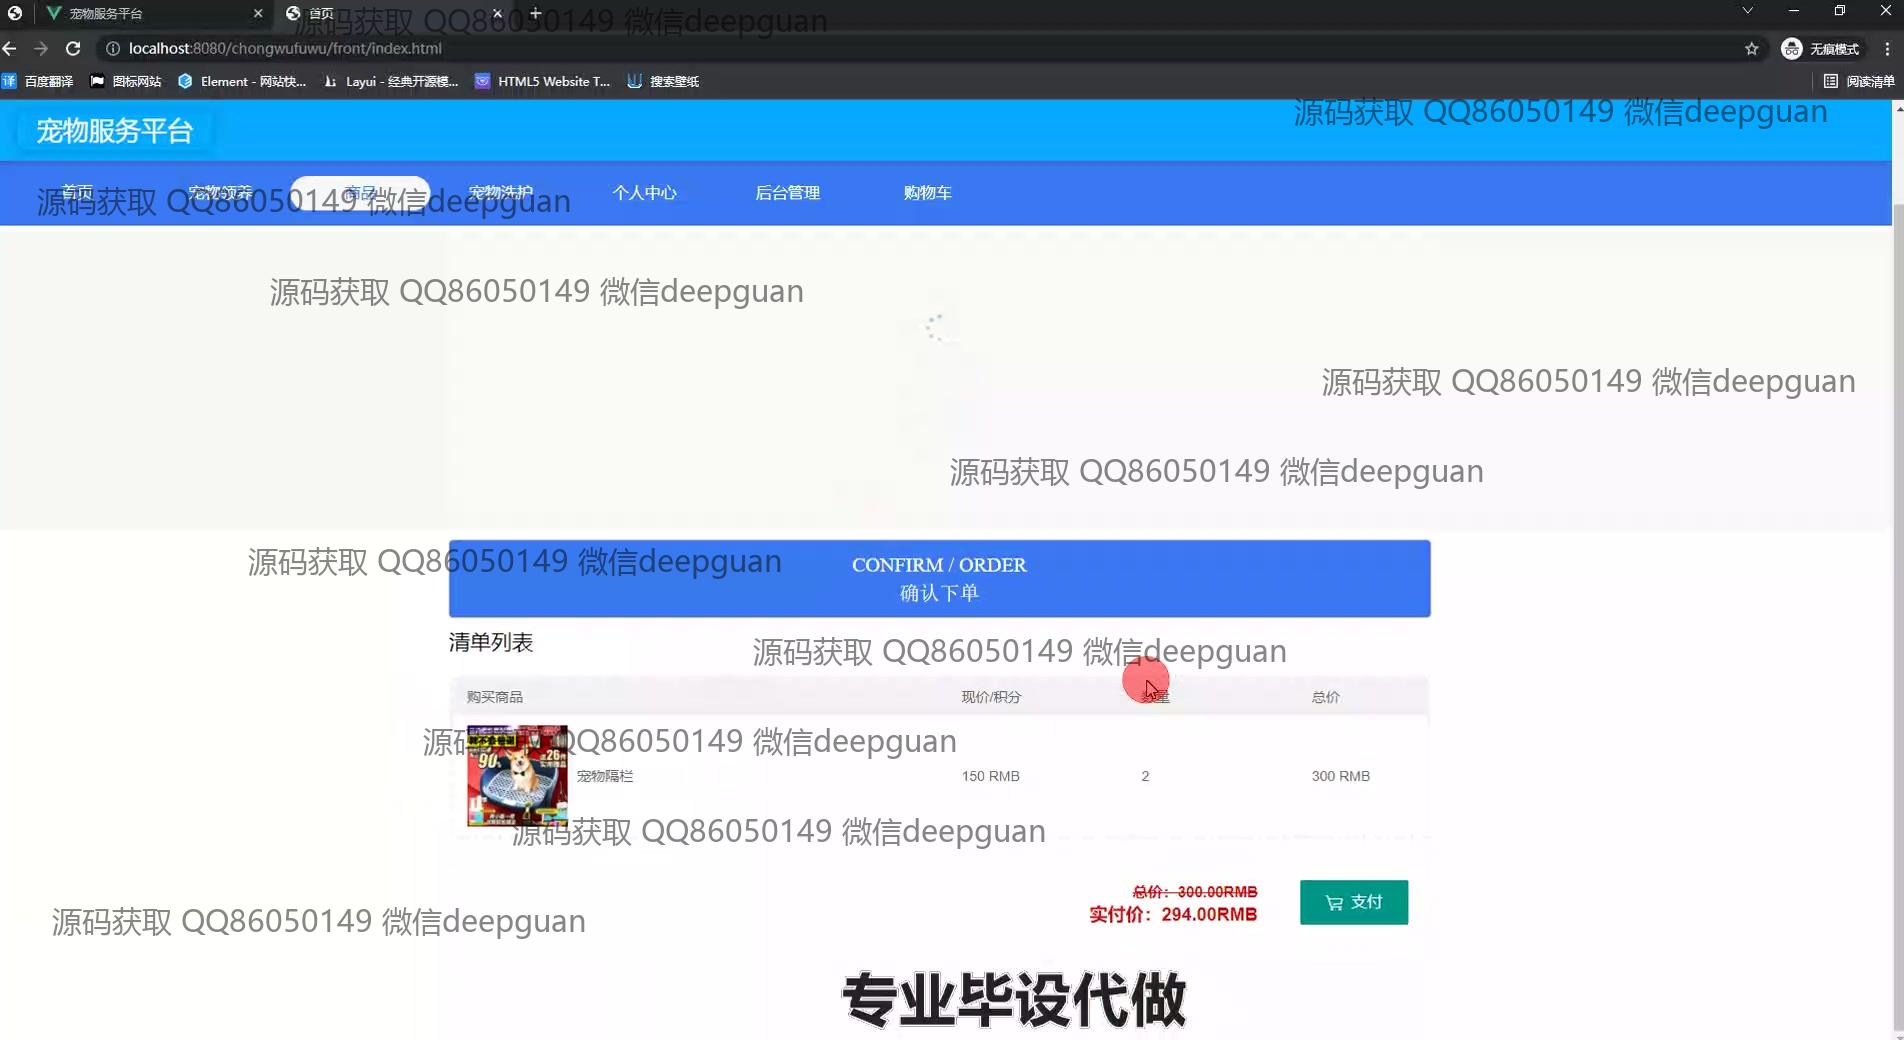 宠物服务平台
首页
源码获取 QQ86050149 微信deepguan
localhost:8080/chongwufuwu/front/index.html
无痕模式
百度翻译
图标网站
Element - 网站快...
Layui - 经典开源模...
HTML5 Website T...
搜索壁纸
阅读清单
源码获取 QQ86050149 微信deepguan
宠物服务平台
首页
宠物领养
商品
宠物洗护
个人中心
后台管理
购物车
源码获取 QQ86050149 微信deepguan
源码获取 QQ86050149 微信deepguan
源码获取 QQ86050149 微信deepguan
源码获取 QQ86050149 微信deepguan
源码获取 QQ86050149 微信deepguan
CONFIRM / ORDER
确认下单
清单列表
源码获取 QQ86050149 微信deepguan
购买商品
现价/积分
数量
总价
源码获取 QQ86050149 微信deepguan
90%
宠物隔栏
150 RMB
2
300 RMB
源码获取 QQ86050149 微信deepguan
总价：300.00RMB
实付价：294.00RMB
支付
源码获取 QQ86050149 微信deepguan
专业毕设代做